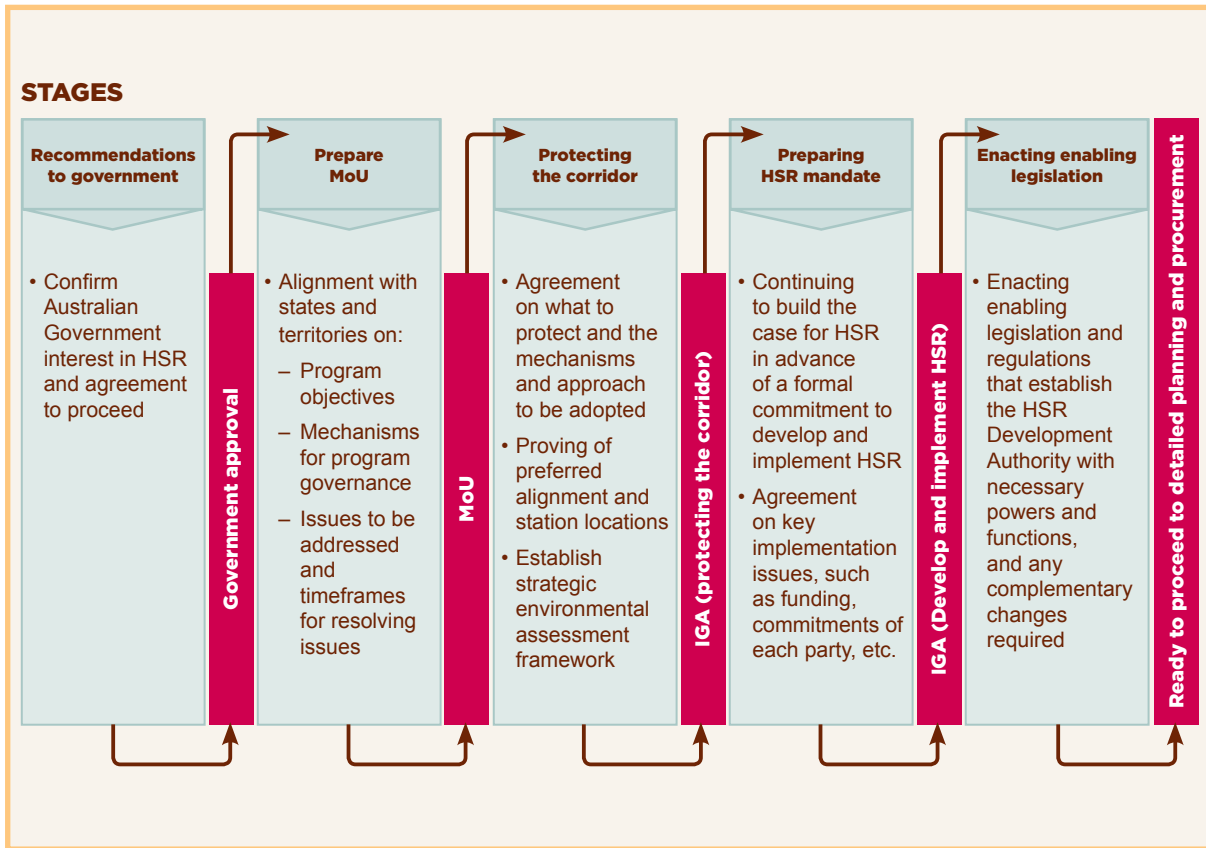 STAGES
Recommendations
to government
• Confirm
Australian
Government
interest in HSR
and agreement
to proceed
Government approval
Prepare
MoU
• Alignment with
states and
territories on:
– Program
objectives
– Mechanisms
for program
governance
– Issues to be
addressed
and
timeframes
for resolving
issues
MoU
Protecting
the corridor
• Agreement
on what to
protect and the
mechanisms
and approach
to be adopted
• Proving of
preferred
alignment and
station locations
• Establish
strategic
environmental
assessment
framework
IGA (protecting the corridor)
Preparing
HSR mandate
• Continuing
to build the
case for HSR
in advance
of a formal
commitment to
develop and
implement HSR
• Agreement
on key
implementation
issues, such
as funding,
commitments of
each party, etc.
IGA (Develop and implement HSR)
Enacting enabling
legislation
• Enacting
enabling
legislation and
regulations
that establish
the HSR
Development
Authority with
necessary
powers and
functions,
and any
complementary
changes
required
Ready to proceed to detailed planning and procurement